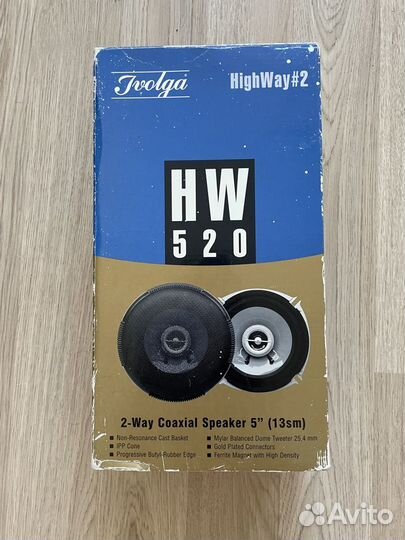 Ivolga
HighWay#2
HW
520
2-Way Coaxial Speaker 5” (13sm)
Non-Resonance Cast Basket
IPP Cone
Progressive Butyl-Rubber Edge
Mylar Balanced Dome Tweeter 25,4 mm
Gold Plated Connectors
Ferrite Magnet with High Density
Avito